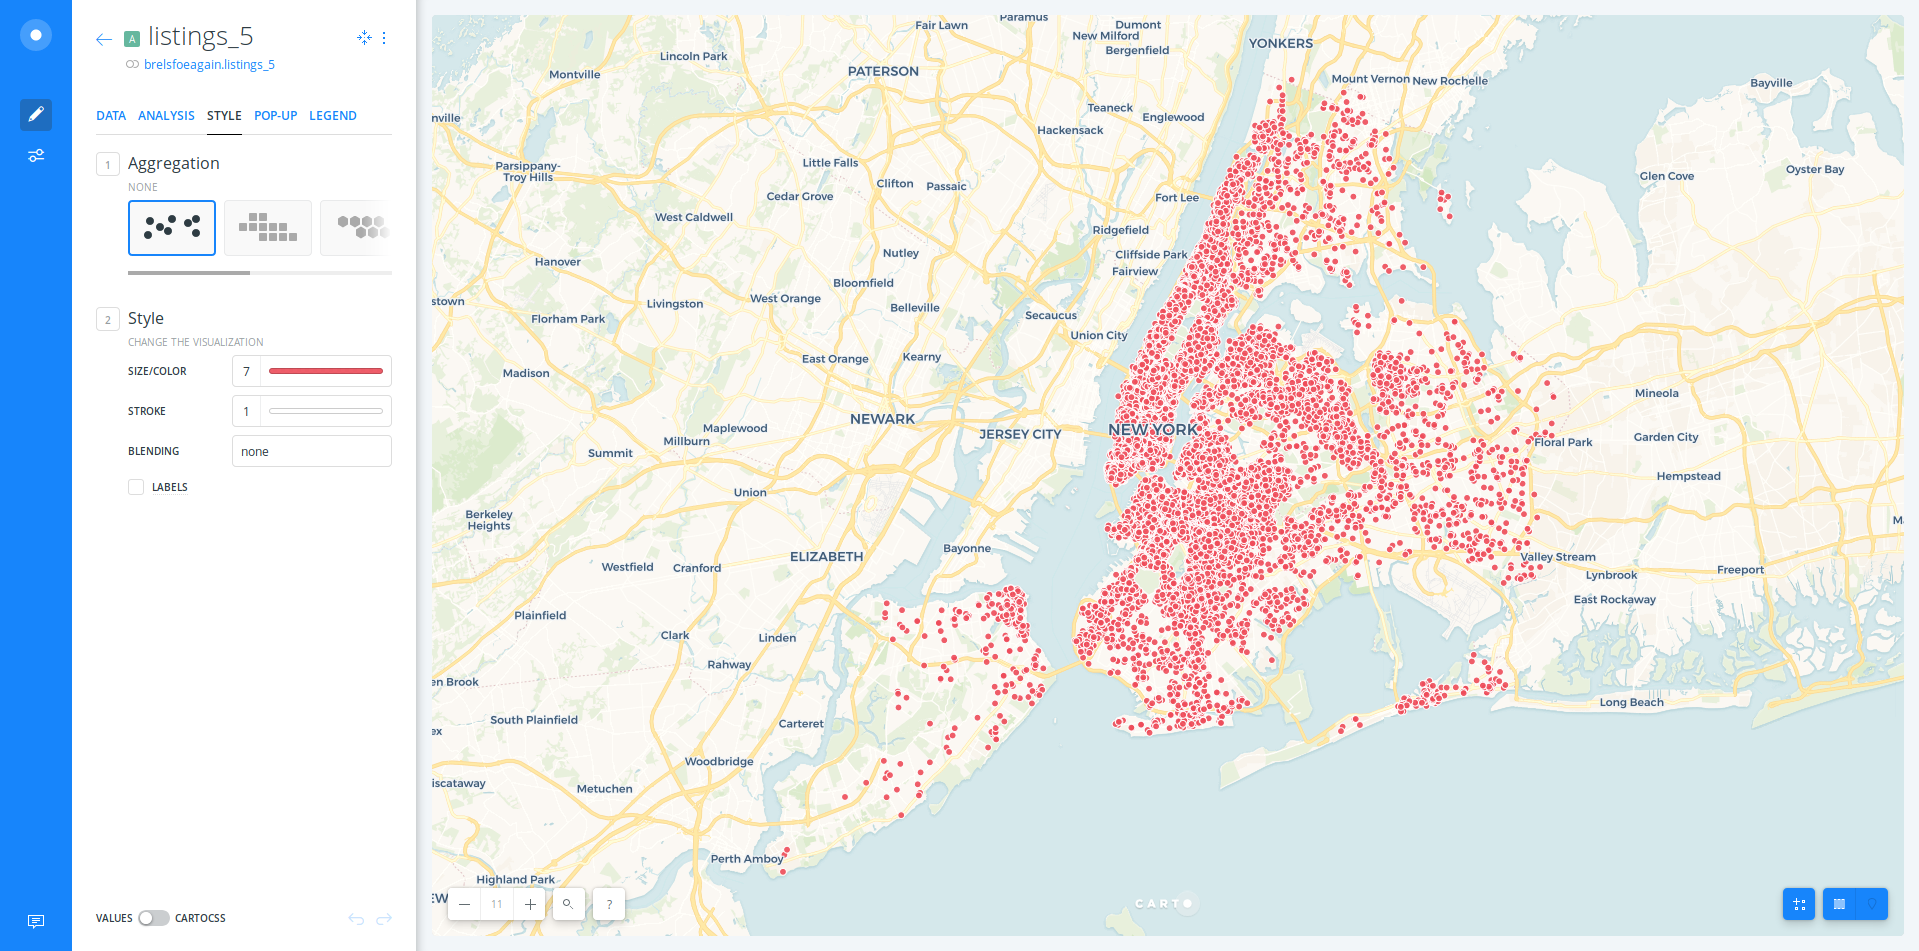 A listings_5
brelsfoeagain.listings_5
DATA ANALYSIS STYLE POP-UP LEGEND
1 Aggregation
NONE
2 Style
CHANGE THE VISUALIZATION
SIZE/COLOR 7
STROKE 1
BLENDING none
LABELS
VALUES CARTOCSS
Paramus
Fair Lawn
Dumont
New Milford
Bergenfield
YONKERS
Lincoln Park
PATERSON
Montville
Mount Vernon
New Rochelle
Bayville
nville
Teaneck
Englewood
Hackensack
Parsippany-
Troy Hills
Little Falls
Clifton
Passaic
Cedar Grove
Fort Lee
Glen Cove
Oyster Bay
West Caldwell
Ridgefield
Cliffside Park
Fairview
Nutley
Hanover
Bloomfield
West Orange
Belleville
stown
Livingston
Florham Park
Secaucus
Union City
East Orange
Kearny
Madison
Mineola
NEWARK
Maplewood
Millburn
JERSEY CITY
NEW YORK
Floral Park
Garden City
Summit
Hempstead
Union
Berkeley
Heights
M
Bayonne
ELIZABETH
Valley Stream
Westfield
Cranford
Lynbrook
Freeport
East Rockaway
Plainfield
Clark
Linden
Rahway
en Brook
Long Beach
South Plainfield
Carteret
ex
Woodbridge
iscataway
Metuchen
Perth Amboy
Highland Park
EW
11
?
CARTO